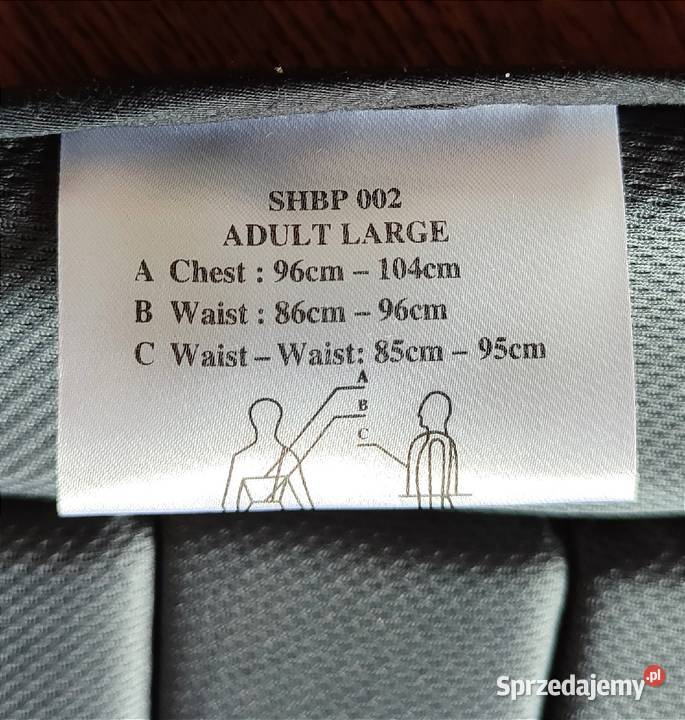 SHBP 002
ADULT LARGE
A Chest : 96cm – 104cm
B Waist : 86cm – 96cm
C Waist – Waist: 85cm – 95cm
A
B
C
Sprzedajemy.pl